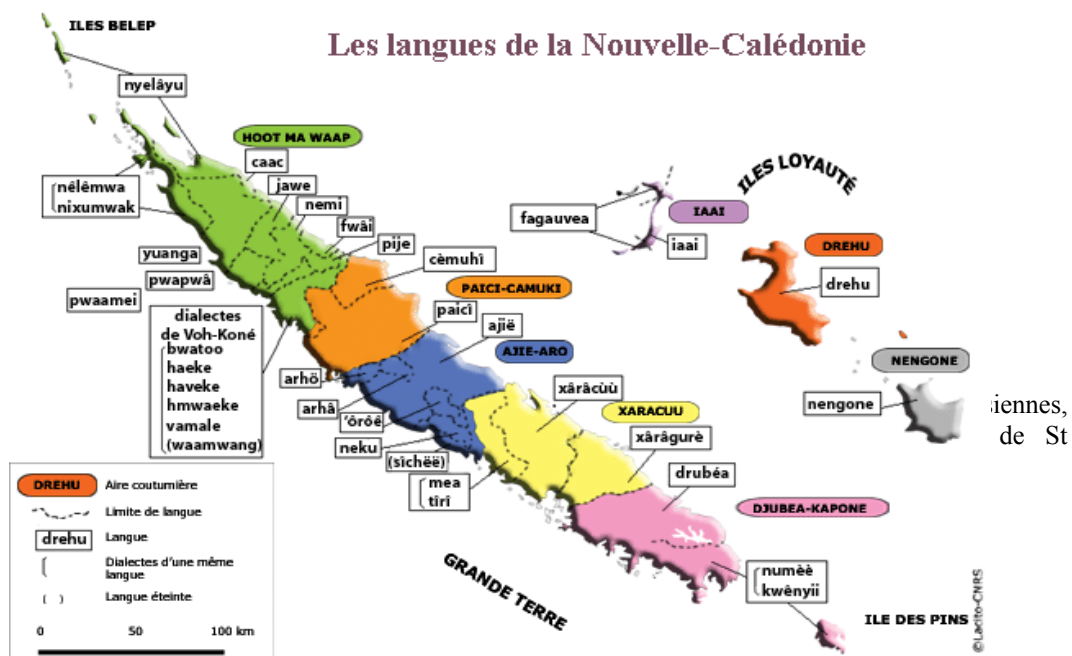 ILES BELEP
Les langues de la Nouvelle-Calédonie
nyelâyu
HOOT MA WAAP
caac
jawe
nemi
fwâi
pije
nêlêmwa
nixumwak
yuanga
pwapwâ
pwaamei
dialectes
de Voh-Koné
bwatoo
haeke
haveke
hmwaeke
vamale
(waamwang)
cèmuhî
PAICI-CAMUKI
paicî
ajië
AJIE-ARO
arhö
arhâ
'ôrôê
neku
(sîchëë)
mea
tîrî
xârâcùù
XARACUU
xârâgurè
drubéa
DJUBEA-KAPONE
numèè
kwênyii
ILE DES PINS
GRANDE TERRE
ILES LOYAUTÉ
fagauvea
IAAI
iaai
DREHU
drehu
NENGONE
nengone
siennes,
de St
DREHU Aire coutumière
Limite de langue
drehu Langue
Dialectes d'une même
langue
( ) Langue éteinte
0 50 100 km
©Lacito-CNRS